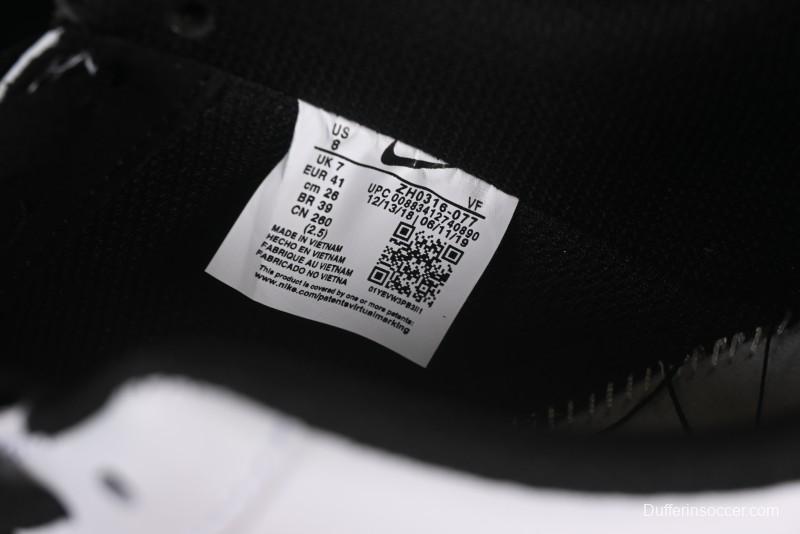 US
8
UK 7
EUR 41
cm 26
BR 39
CN 260
(2.5)
VF
ZH0316-077
UPC 00883412740890
12/13/18 | 06/11/19
MADE IN VIETNAM
HECHO EN VIETNAM
FABRIQUE AU VIETNAM
FABRICADO NO VIETNA
This product is covered by one or more patents:
www.nike.com/patentsvirtualmarking
Dufferinsoccer.com